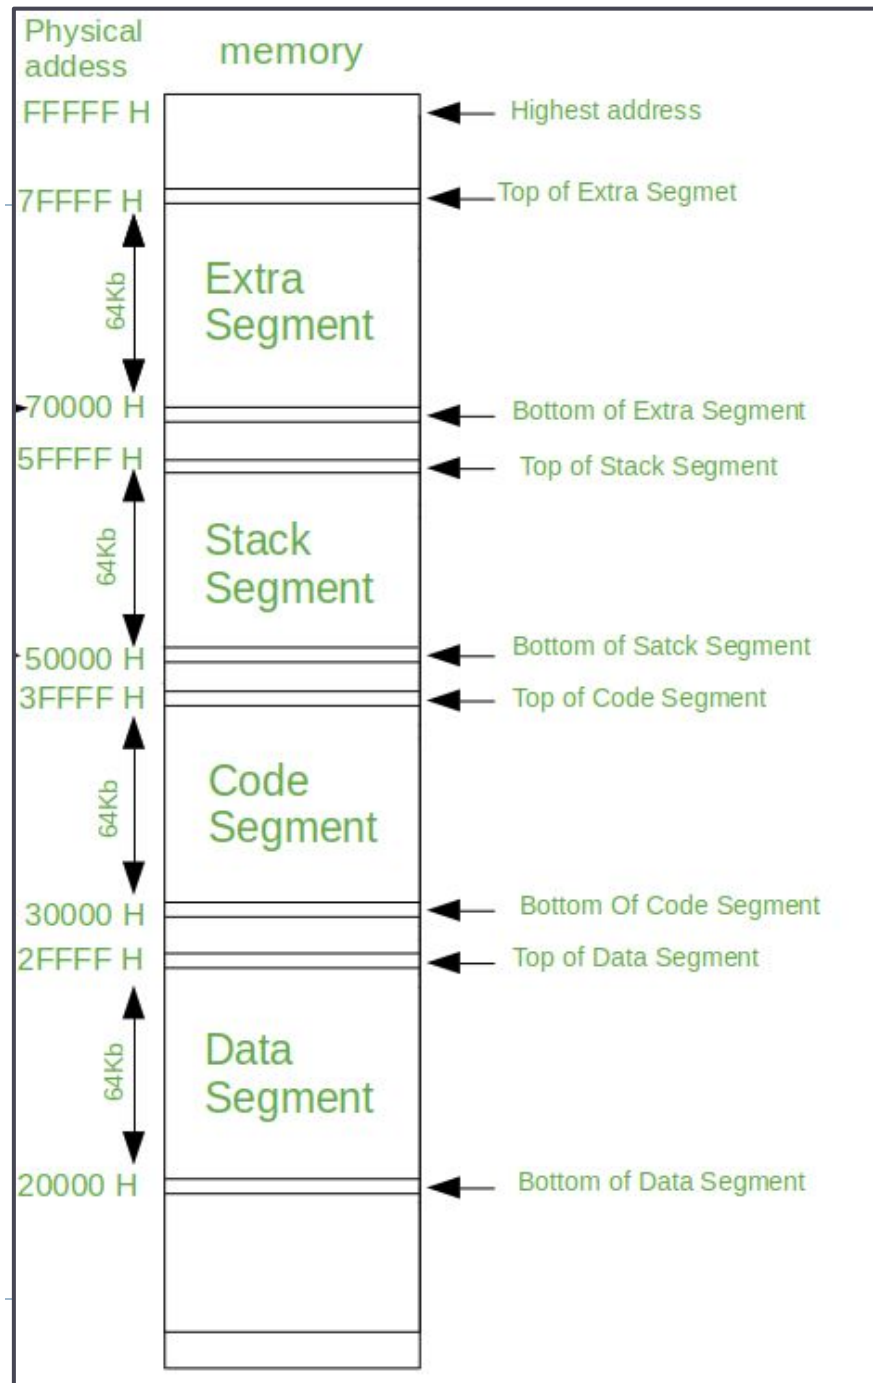 Physical
addess
memory
FFFFF H
Highest address
7FFFF H
Top of Extra Segmet
64Kb
Extra
Segment
70000 H
Bottom of Extra Segment
5FFFF H
Top of Stack Segment
64Kb
Stack
Segment
50000 H
Bottom of Satck Segment
3FFFF H
Top of Code Segment
64Kb
Code
Segment
30000 H
Bottom Of Code Segment
2FFFF H
Top of Data Segment
64Kb
Data
Segment
20000 H
Bottom of Data Segment